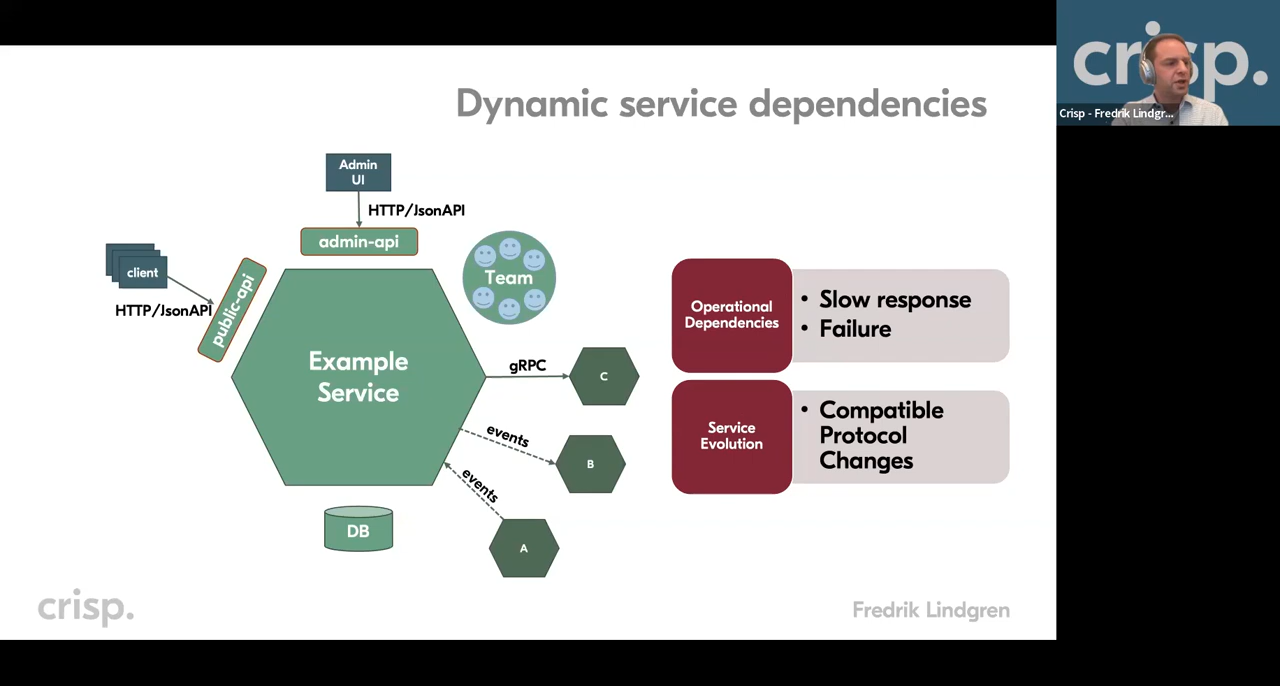 crisp.
Crisp - Fredrik Lindgr...
Dynamic service dependencies
Admin
UI
HTTP/JsonAPI
admin-api
client
HTTP/JsonAPI
public-api
Team
Example
Service
gRPC
C
events
B
events
A
DB
Operational
Dependencies
• Slow response
• Failure
Service
Evolution
• Compatible
Protocol
Changes
crisp.
Fredrik Lindgren